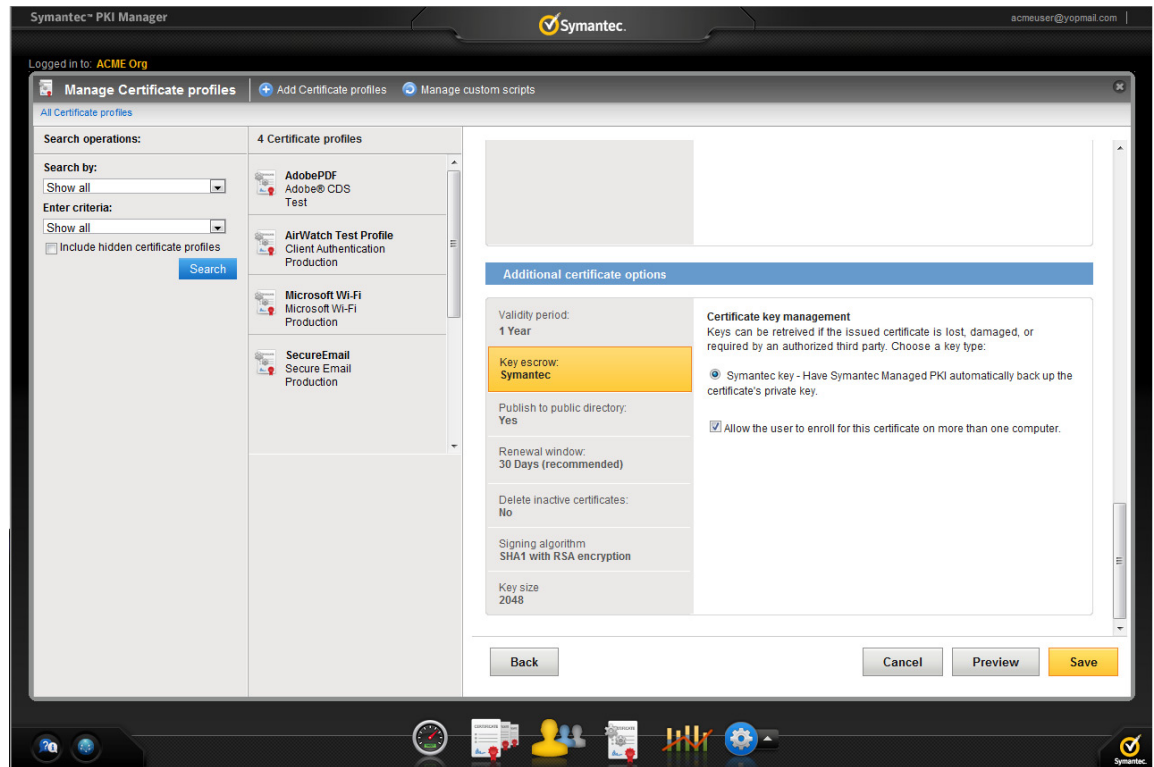 Symantec™ PKI Manager
Symantec.
acmeuser@yopmail.com
Logged in to: ACME Org
Manage Certificate profiles
Add Certificate profiles
Manage custom scripts
All Certificate profiles
Search operations:
Search by:
Show all
Enter criteria:
Show all
Include hidden certificate profiles
Search
4 Certificate profiles
AdobePDF
Adobe® CDS
Test
AirWatch Test Profile
Client Authentication
Production
Microsoft Wi-Fi
Microsoft Wi-Fi
Production
SecureEmail
Secure Email
Production
Additional certificate options
Validity period:
1 Year
Key escrow:
Symantec
Publish to public directory:
Yes
Renewal window:
30 Days (recommended)
Delete inactive certificates:
No
Signing algorithm
SHA1 with RSA encryption
Key size
2048
Certificate key management
Keys can be retreived if the issued certificate is lost, damaged, or
required by an authorized third party. Choose a key type:
Symantec key - Have Symantec Managed PKI automatically back up the
certificate's private key.
Allow the user to enroll for this certificate on more than one computer.
Back
Cancel
Preview
Save
Symantec.